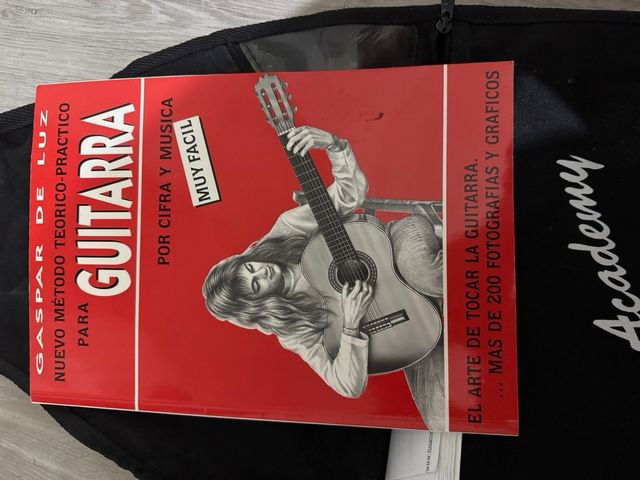 GASPAR DE LUZ
NUEVO MÉTODO TEORICO-PRACTICO
PARA GUITARRA
POR CIFRA Y MUSICA
MUY FACIL
EL ARTE DE TOCAR LA GUITARRA.
... MAS DE 200 FOTOGRAFIAS Y GRAFICOS
Academy